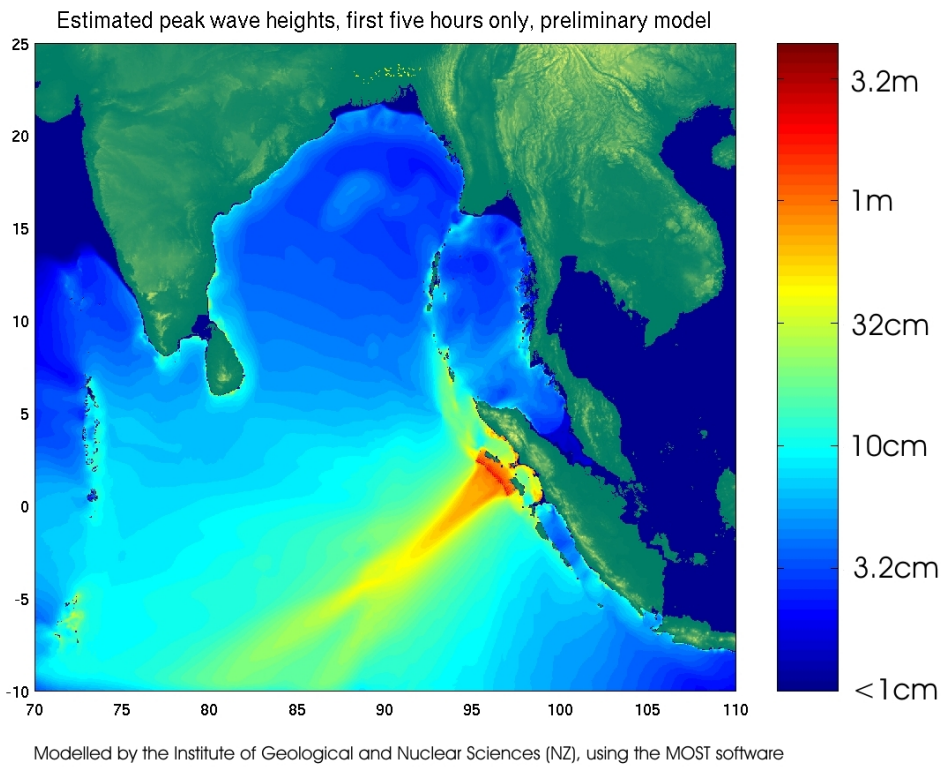 Estimated peak wave heights, first five hours only, preliminary model
25
20
15
10
5
0
-5
-10
70
75
80
85
90
95
100
105
110
3.2m
1m
32cm
10cm
3.2cm
<1cm
Modelled by the Institute of Geological and Nuclear Sciences (NZ), using the MOST software